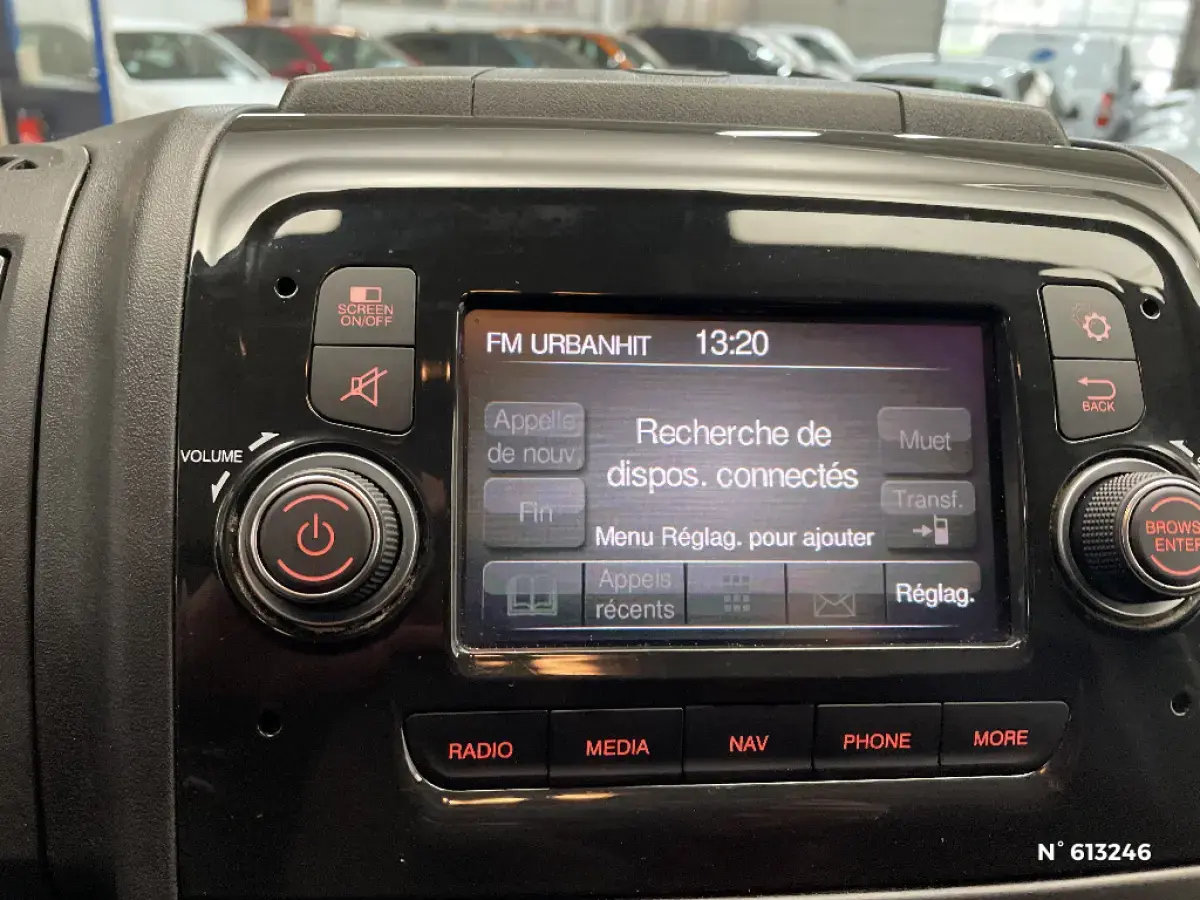 SCREEN
ON/OFF
VOLUME
BACK
FM URBANHIT 13:20
Appelle
de nouv.
Recherche de
dispos. connectés
Muet
FIn
Transf.
Menu Réglag. pour ajouter
Appels
récents
Réglag.
ENTER
RADIO
MEDIA
NAV
PHONE
MORE
N° 613246